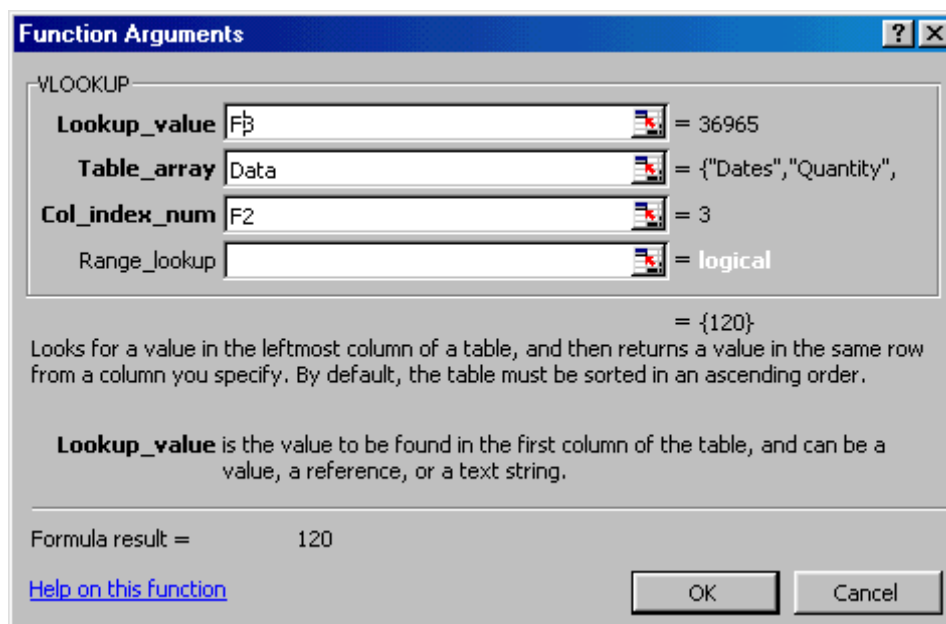 Function Arguments
VLOOKUP
Lookup_value F3 = 36965
Table_array Data = {"Dates","Quantity",
Col_index_num F2 = 3
Range_lookup = logical
= {120}
Looks for a value in the leftmost column of a table, and then returns a value in the same row
from a column you specify. By default, the table must be sorted in an ascending order.
Lookup_value is the value to be found in the first column of the table, and can be a
value, a reference, or a text string.
Formula result = 120
Help on this function OK Cancel